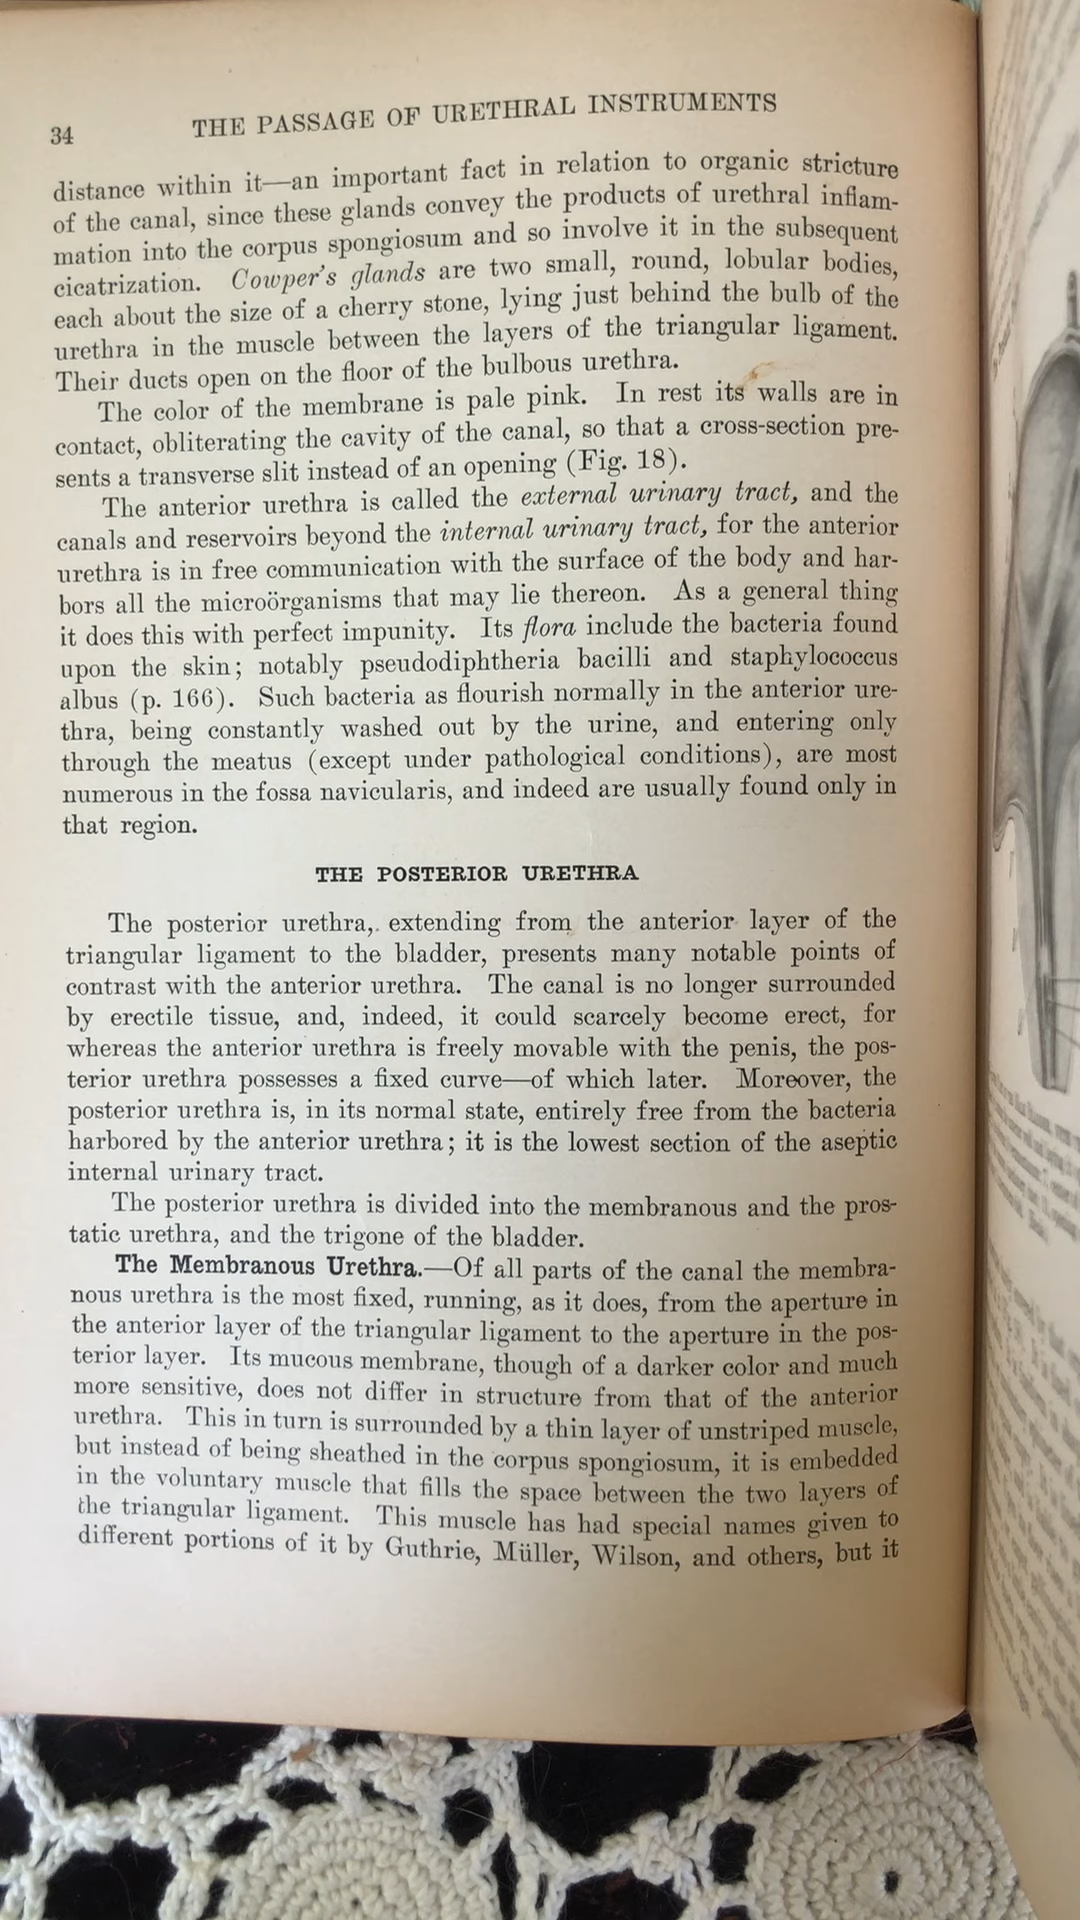 34
THE PASSAGE OF URETHRAL INSTRUMENTS
distance within it—an important fact in relation to organic stricture
of the canal, since these glands convey the products of urethral inflam-
mation into the corpus spongiosum and so involve it in the subsequent
cicatrization. Cowper's glands are two small, round, lobular bodies,
each about the size of a cherry stone, lying just behind the bulb of the
urethra in the muscle between the layers of the triangular ligament.
Their ducts open on the floor of the bulbous urethra.
The color of the membrane is pale pink. In rest its walls are in
contact, obliterating the cavity of the canal, so that a cross-section pre-
sents a transverse slit instead of an opening (Fig. 18).
The anterior urethra is called the external urinary tract, and the
canals and reservoirs beyond the internal urinary tract, for the anterior
urethra is in free communication with the surface of the body and har-
bors all the microörganisms that may lie thereon. As a general thing
it does this with perfect impunity. Its flora include the bacteria found
upon the skin; notably pseudodiphtheria bacilli and staphylococcus
albus (p. 166). Such bacteria as flourish normally in the anterior ure-
thra, being constantly washed out by the urine, and entering only
through the meatus (except under pathological conditions), are most
numerous in the fossa navicularis, and indeed are usually found only in
that region.
THE POSTERIOR URETHRA
The posterior urethra, extending from the anterior layer of the
triangular ligament to the bladder, presents many notable points of
contrast with the anterior urethra. The canal is no longer surrounded
by erectile tissue, and, indeed, it could scarcely become erect, for
whereas the anterior urethra is freely movable with the penis, the pos-
terior urethra possesses a fixed curve—of which later. Moreover, the
posterior urethra is, in its normal state, entirely free from the bacteria
harbored by the anterior urethra; it is the lowest section of the aseptic
internal urinary tract.
The posterior urethra is divided into the membranous and the pros-
tatic urethra, and the trigone of the bladder.
The Membranous Urethra.—Of all parts of the canal the membra-
nous urethra is the most fixed, running, as it does, from the aperture in
the anterior layer of the triangular ligament to the aperture in the pos-
terior layer. Its mucous membrane, though of a darker color and much
more sensitive, does not differ in structure from that of the anterior
urethra. This in turn is surrounded by a thin layer of unstriped muscle,
but instead of being sheathed in the corpus spongiosum, it is embedded
in the voluntary muscle that fills the space between the two layers of
the triangular ligament. This muscle has had special names given to
different portions of it by Guthrie, Müller, Wilson, and others, but it